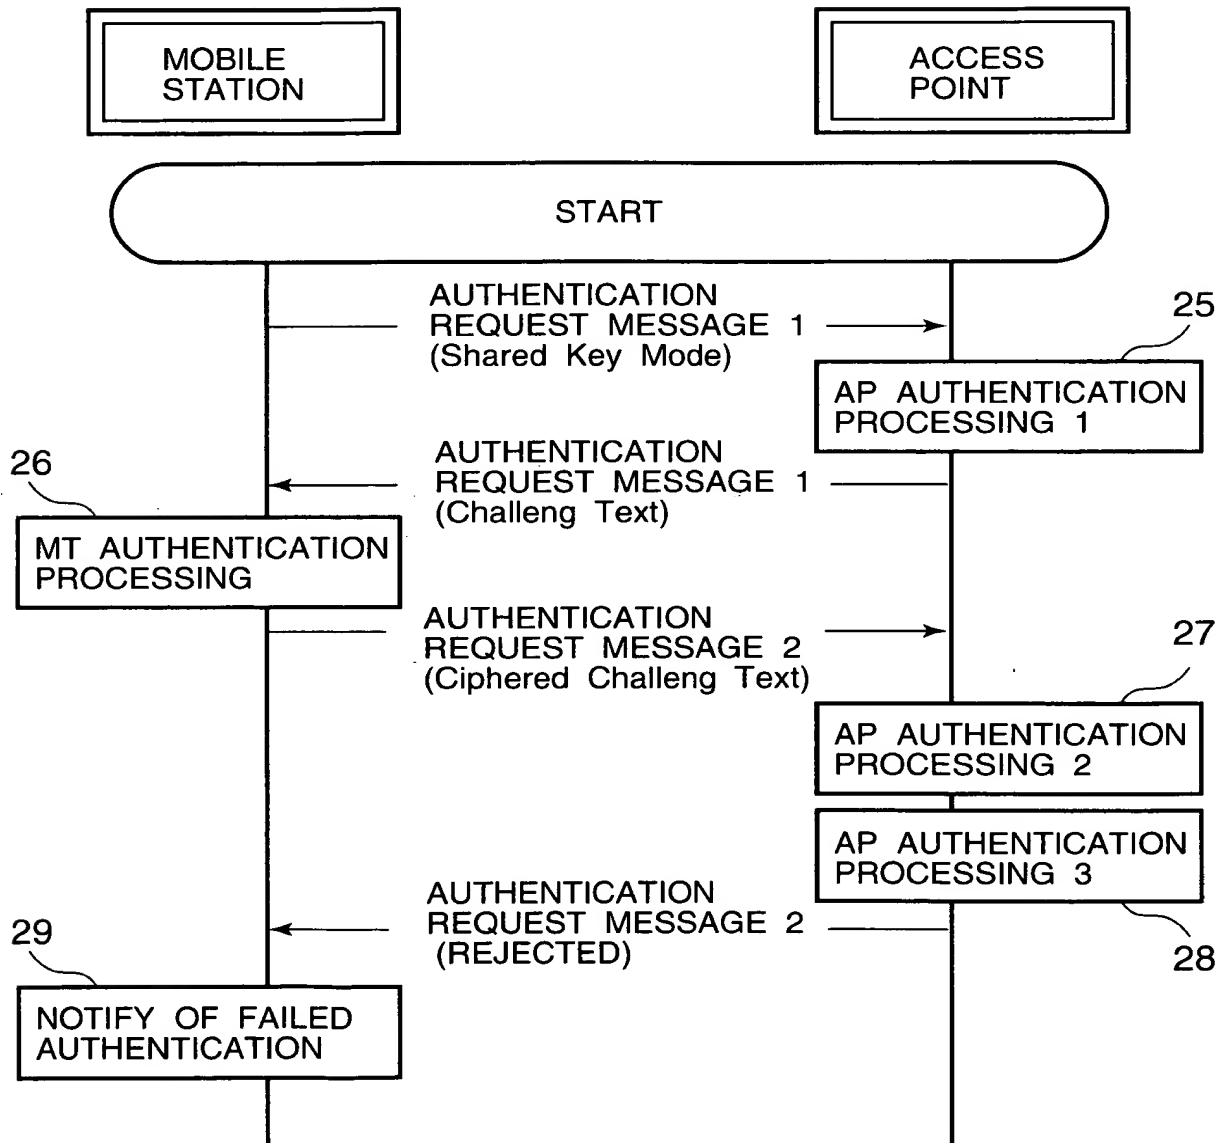 MOBILE
STATION
ACCESS
POINT
START
AUTHENTICATION
REQUEST MESSAGE 1
(Shared Key Mode)
25
AP AUTHENTICATION
PROCESSING 1
AUTHENTICATION
REQUEST MESSAGE 1
(Challeng Text)
26
MT AUTHENTICATION
PROCESSING
AUTHENTICATION
REQUEST MESSAGE 2
(Ciphered Challeng Text)
27
AP AUTHENTICATION
PROCESSING 2
AP AUTHENTICATION
PROCESSING 3
28
AUTHENTICATION
REQUEST MESSAGE 2
(REJECTED)
29
NOTIFY OF FAILED
AUTHENTICATION